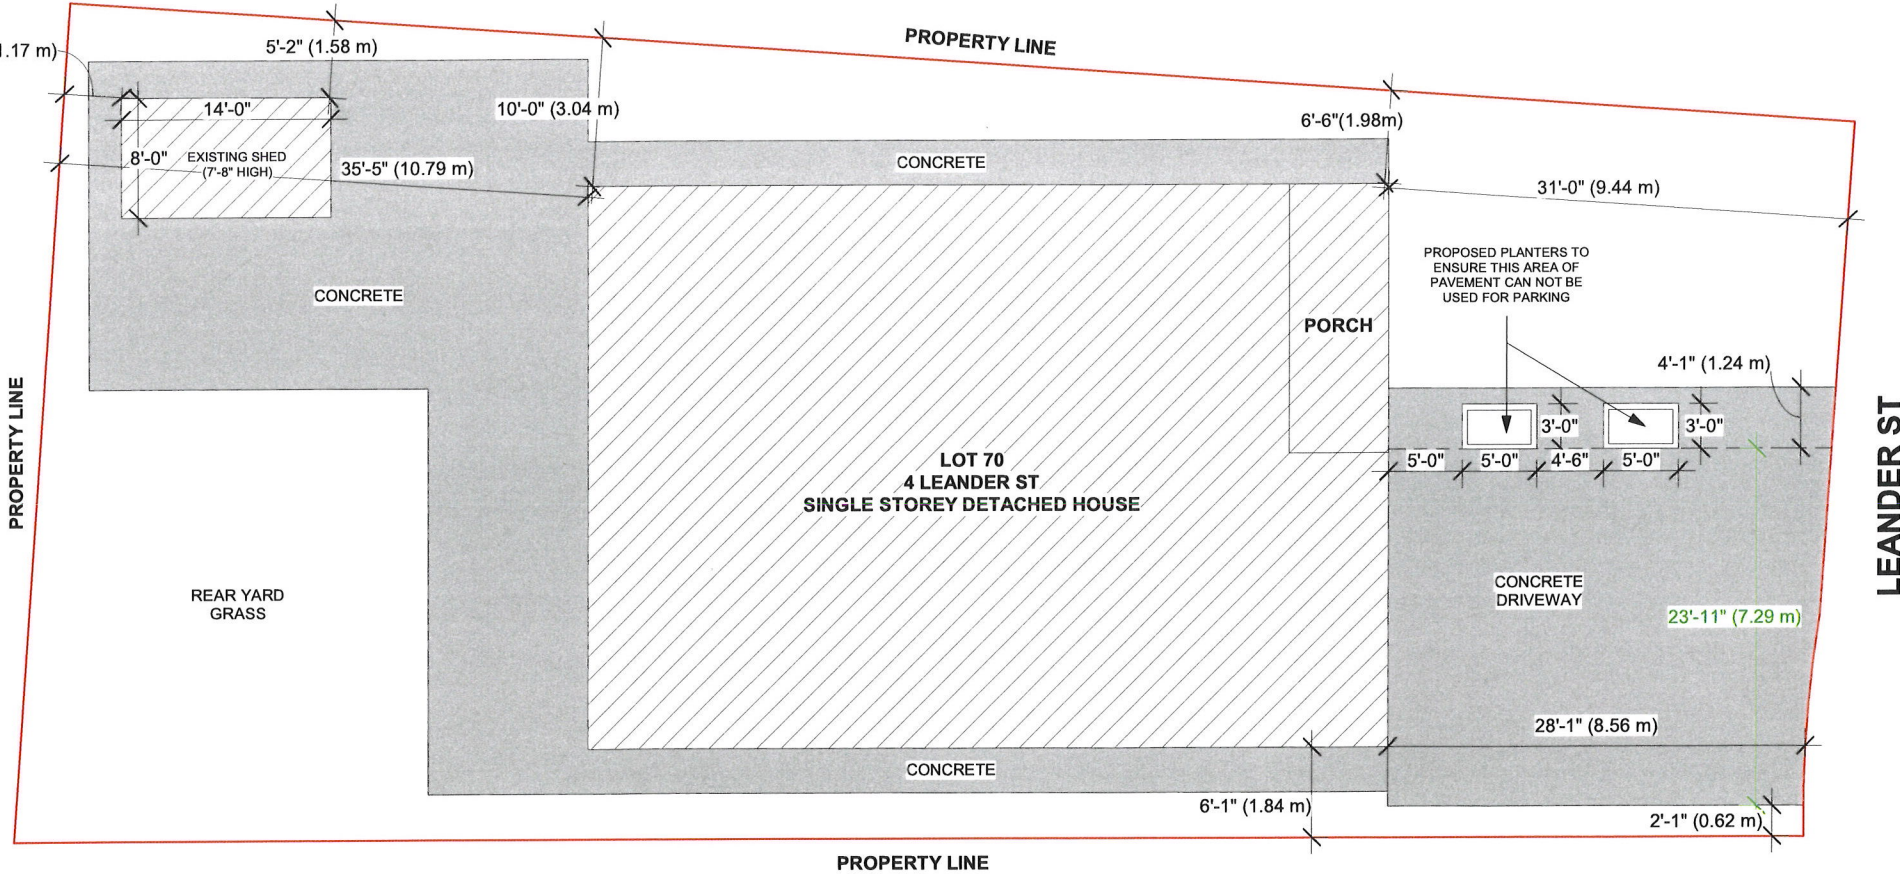 PROPERTY LINE
1.17 m)
5'-2" (1.58 m)
14'-0"
10'-0" (3.04 m)
6'-6"(1.98m)
8'-0"
EXISTING SHED
(7'-8" HIGH)
35'-5" (10.79 m)
CONCRETE
31'-0" (9.44 m)
PROPOSED PLANTERS TO
ENSURE THIS AREA OF
PAVEMENT CAN NOT BE
USED FOR PARKING
CONCRETE
PORCH
4'-1" (1.24 m)
3'-0"
3'-0"
5'-0"
5'-0"
4'-6"
5'-0"
PROPERTY LINE
LOT 70
4 LEANDER ST
SINGLE STOREY DETACHED HOUSE
LEANDER ST
REAR YARD
GRASS
CONCRETE
DRIVEWAY
23'-11" (7.29 m)
28'-1" (8.56 m)
CONCRETE
6'-1" (1.84 m)
2'-1" (0.62 m)
PROPERTY LINE